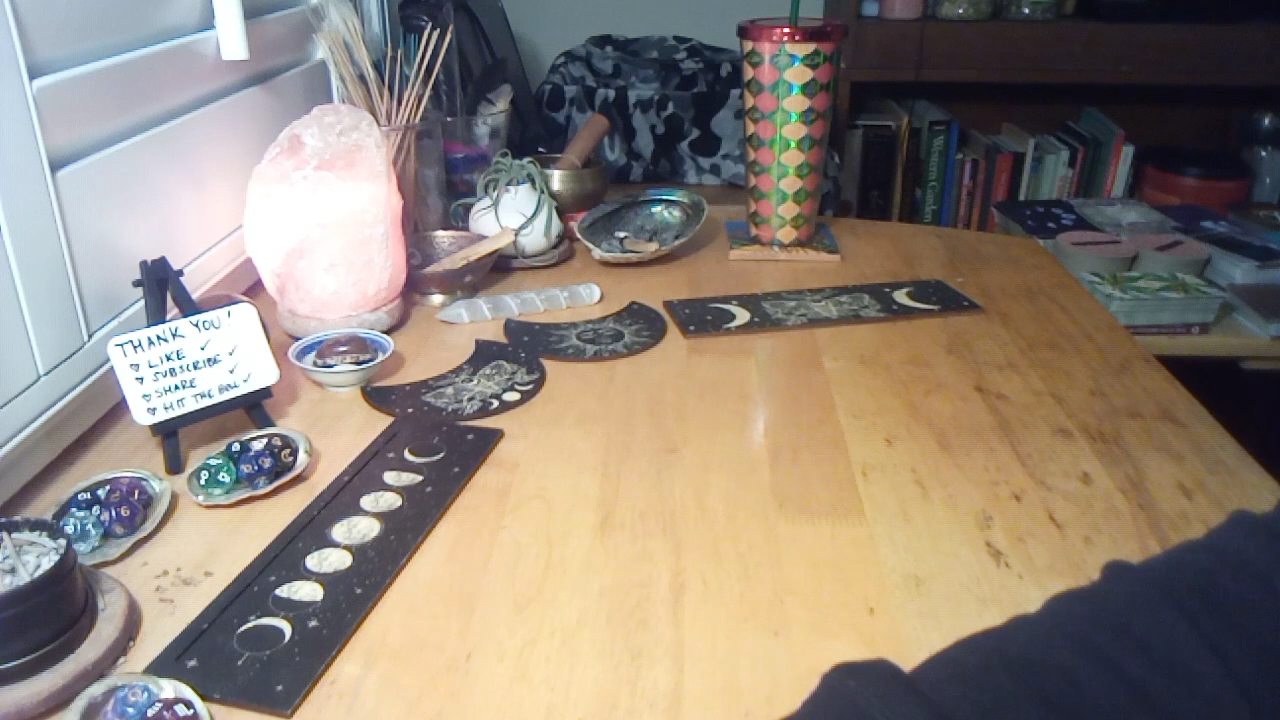 THANK YOU!
♡ LIKE ✓
♡ SUBSCRIBE ✓
♡ SHARE ✓
♡ HIT THE BELL ✓